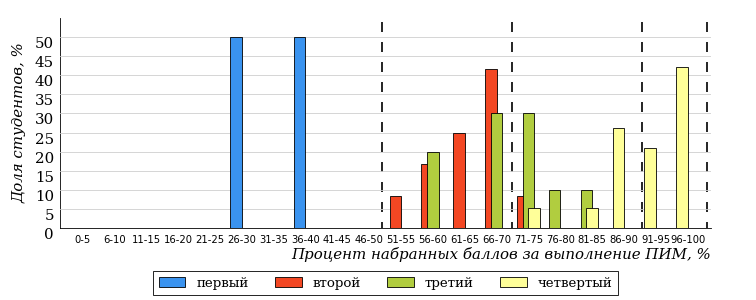 Доля студентов, %
50
45
40
35
30
25
20
15
10
5
0
0-5 6-10 11-15 16-20 21-25 26-30 31-35 36-40 41-45 46-50 51-55 56-60 61-65 66-70 71-75 76-80 81-85 86-90 91-95 96-100
Процент набранных баллов за выполнение ПИМ, %
первый второй третий четвертый